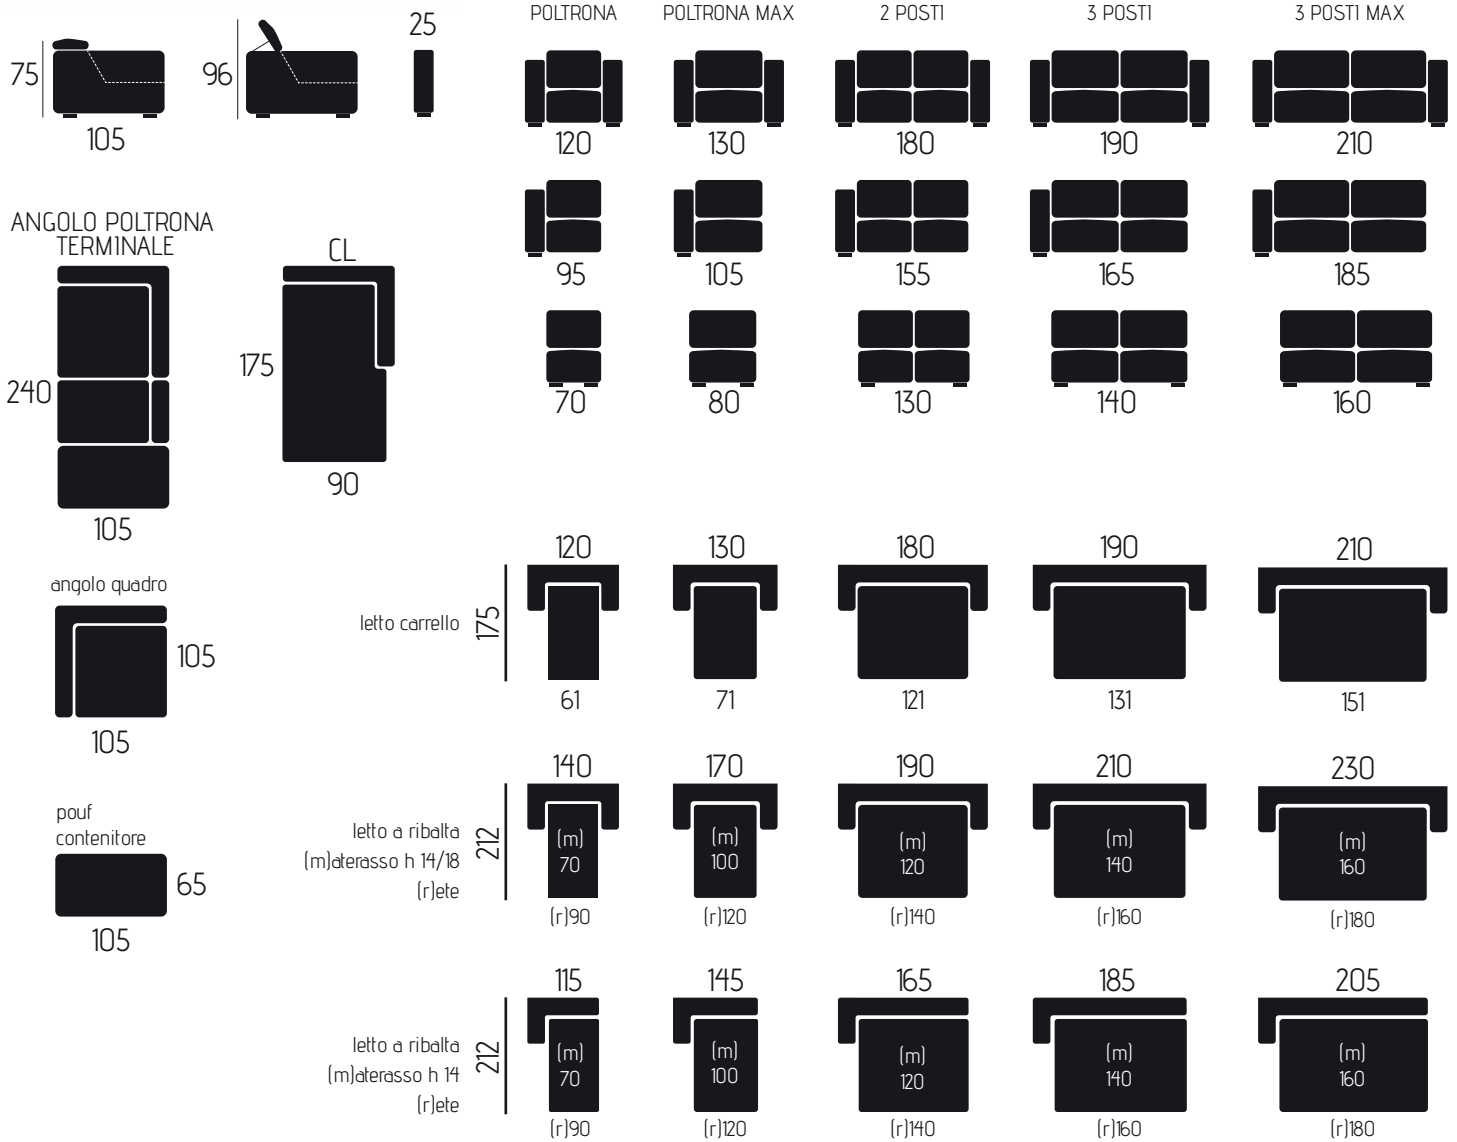 POLTRONA POLTRONA MAX 2 POSTI 3 POSTI 3 POSTI MAX
75 105
96
25
120 130 180 190 210
95 105 155 165 185
70 80 130 140 160
ANGOLO POLTRONA
TERMINALE
240
105
CL
175
90
angolo quadro
105
105
pouf
contenitore
65
105
120 130 180 190 210
letto carrello 175
61 71 121 131 151
140 170 190 210 230
letto a ribalta
(m)aterasso h 14/18
(r)ete
212
(m) (m) (m) (m) (m)
70 100 120 140 160
(r)90 (r)120 (r)140 (r)160 (r)180
115 145 165 185 205
letto a ribalta
(m)aterasso h 14
(r)ete
212
(m) (m) (m) (m) (m)
70 100 120 140 160
(r)90 (r)120 (r)140 (r)160 (r)180